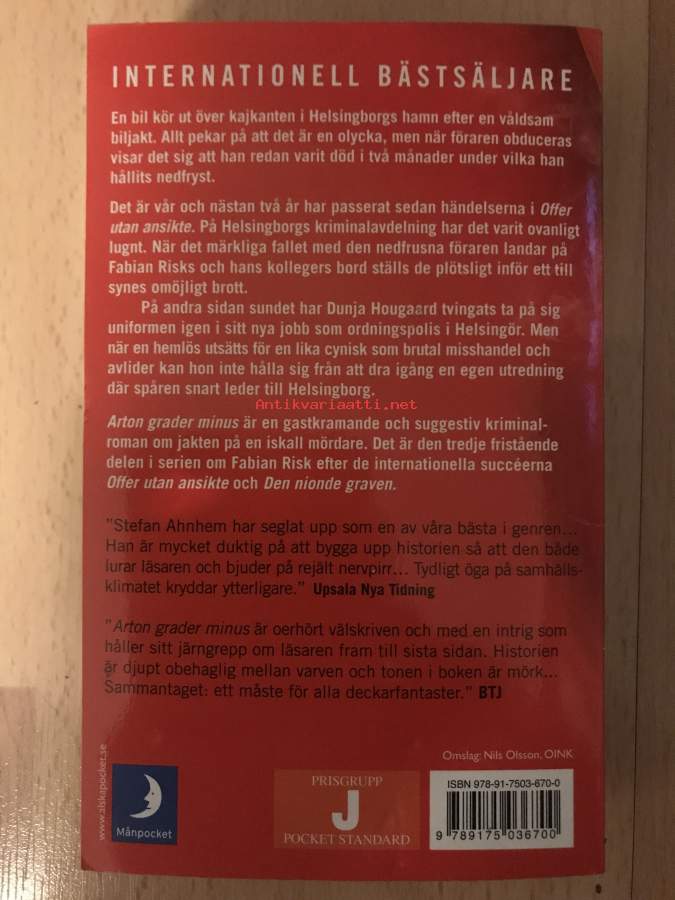 INTERNATIONELL BÄSTSÄLJARE
En bil kör ut över kajkanten i Helsingborgs hamn efter en våldsam
biljakt. Allt pekar på att det är en olycka, men när föraren obduceras
visar det sig att han redan varit död i två månader under vilka han
hållits nedfryst.
Det är vår och nästan två år har passerat sedan händelserna i Offer
utan ansikte. På Helsingborgs kriminalavdelning har det varit ovanligt
lugnt. När det märkliga fallet med den nedfrusna föraren landar på
Fabian Risks och hans kollegers bord ställs de plötsligt inför ett till
synes omöjligt brott.
På andra sidan sundet har Dunja Hougaard tvingats ta på sig
uniformen igen i sitt nya jobb som ordningspolis i Helsingör. Men
när en hemlös utsätts för en lika cynisk som brutal misshandel och
avlider kan hon inte hålla sig från att dra igång en egen utredning
där spåren snart leder till Helsingborg.
Antikvariaatti.net
Arton grader minus är en gastkramande och suggestiv kriminal-
roman om jakten på en iskall mördare. Det är den tredje fristående
delen i serien om Fabian Risk efter de internationella succéerna
Offer utan ansikte och Den nionde graven.
"Stefan Ahnhem har seglat upp som en av våra bästa i genren...
Han är mycket duktig på att bygga upp historien så att den både
lurar läsaren och bjuder på rejält nervpirr... Tydligt öga på samhälls-
klimatet kryddar ytterligare." Upsala Nya Tidning
"Arton grader minus är oerhört välskriven och med en intrig som
håller sitt järngrepp om läsaren fram till sista sidan. Historien
är djupt obehaglig mellan varven och tonen i boken är mörk...
Sammantaget: ett måste för alla deckarfantaster." BTJ
Omslag: Nils Olsson, OINK
www.alskapocket.se
Månpocket
PRISGRUPP
J
POCKET STANDARD
ISBN 978-91-7503-670-0
9 789175 036700